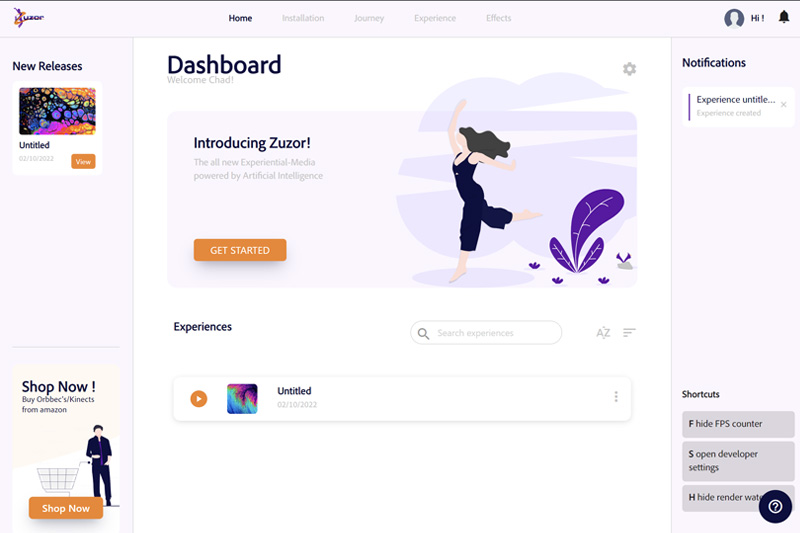 Zuzor
Home
Installation
Journey
Experience
Effects
Hi !
New Releases
Untitled
02/10/2022
View
Shop Now !
Buy Orbbec's/Kinects
from amazon
Shop Now
Dashboard
Welcome Chad!
Introducing Zuzor!
The all new Experiential-Media
powered by Artificial Intelligence
GET STARTED
Experiences
Search experiences
AZ
Untitled
02/10/2022
Notifications
Experience untitle...
Experience created
Shortcuts
F hide FPS counter
S open developer
settings
H hide render